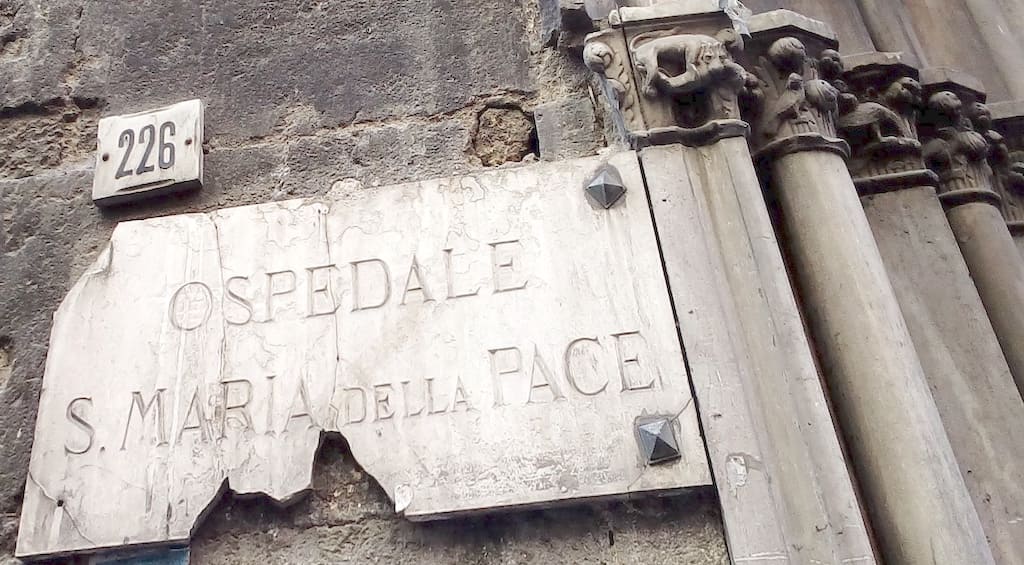 226
OSPEDALE
S. MARIA DELLA PACE